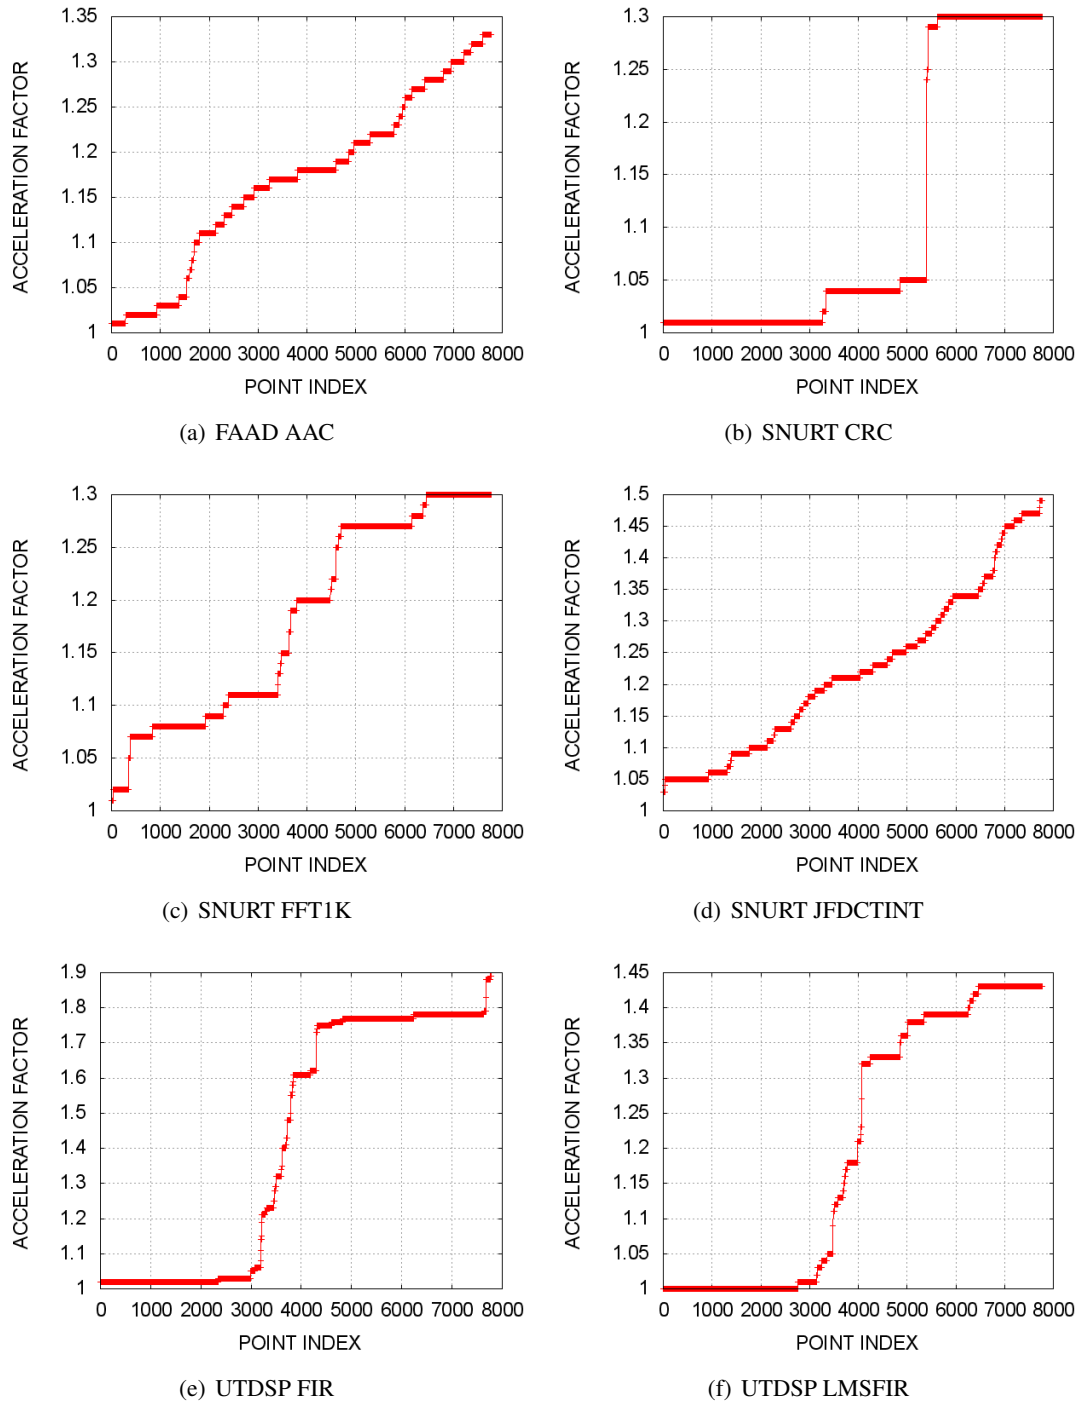 1.35
1.3
1.25
1.2
1.15
1.1
1.05
1
0 1000 2000 3000 4000 5000 6000 7000 8000
ACCELERATION FACTOR
POINT INDEX
(a) FAAD AAC
1.3
1.25
1.2
1.15
1.1
1.05
1
0 1000 2000 3000 4000 5000 6000 7000 8000
ACCELERATION FACTOR
POINT INDEX
(b) SNURT CRC
1.3
1.25
1.2
1.15
1.1
1.05
1
0 1000 2000 3000 4000 5000 6000 7000 8000
ACCELERATION FACTOR
POINT INDEX
(c) SNURT FFT1K
1.5
1.45
1.4
1.35
1.3
1.25
1.2
1.15
1.1
1.05
1
0 1000 2000 3000 4000 5000 6000 7000 8000
ACCELERATION FACTOR
POINT INDEX
(d) SNURT JFDCTINT
1.9
1.8
1.7
1.6
1.5
1.4
1.3
1.2
1.1
1
0 1000 2000 3000 4000 5000 6000 7000 8000
ACCELERATION FACTOR
POINT INDEX
(e) UTDSP FIR
1.45
1.4
1.35
1.3
1.25
1.2
1.15
1.1
1.05
1
0 1000 2000 3000 4000 5000 6000 7000 8000
ACCELERATION FACTOR
POINT INDEX
(f) UTDSP LMSFIR